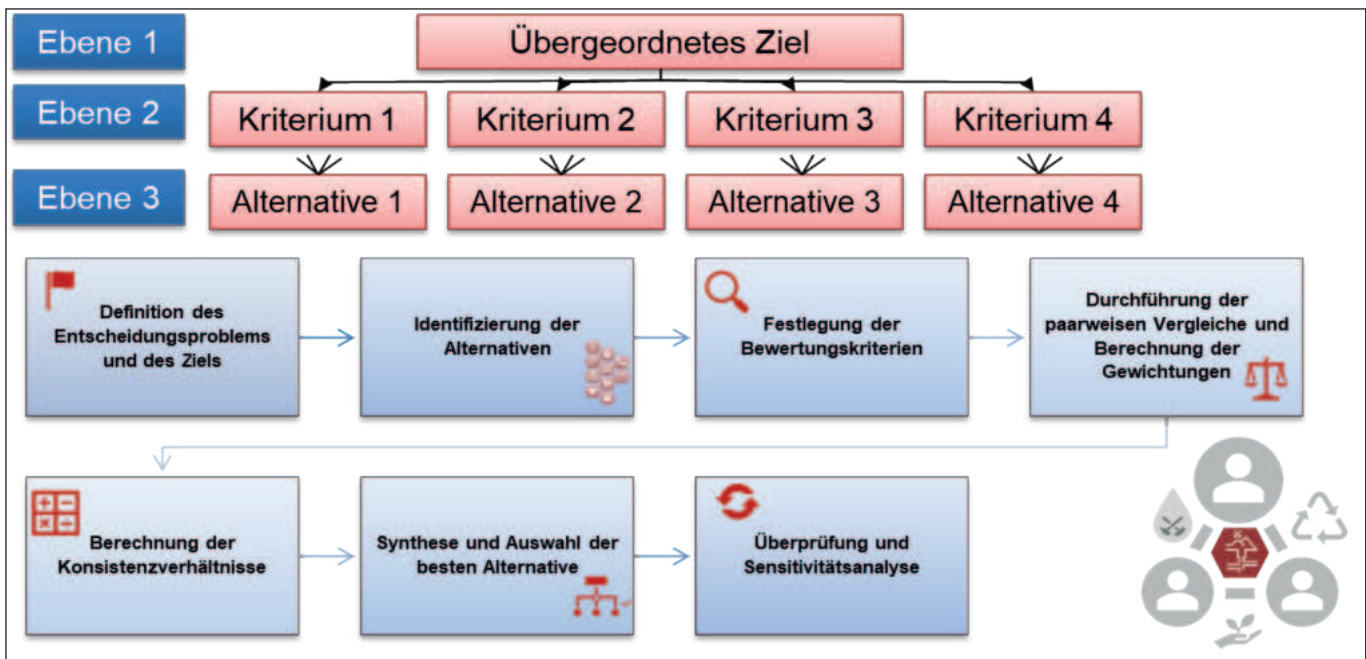 Ebene 1
Übergeordnetes Ziel
Ebene 2
Kriterium 1
Kriterium 2
Kriterium 3
Kriterium 4
Ebene 3
Alternative 1
Alternative 2
Alternative 3
Alternative 4
Definition des
Entscheidungsproblems
und des Ziels
Identifizierung der
Alternativen
Festlegung der
Bewertungskriterien
Durchführung der
paarweisen Vergleiche und
Berechnung der
Gewichtungen
Berechnung der
Konsistenzverhältnisse
Synthese und Auswahl der
besten Alternative
Überprüfung und
Sensitivitätsanalyse